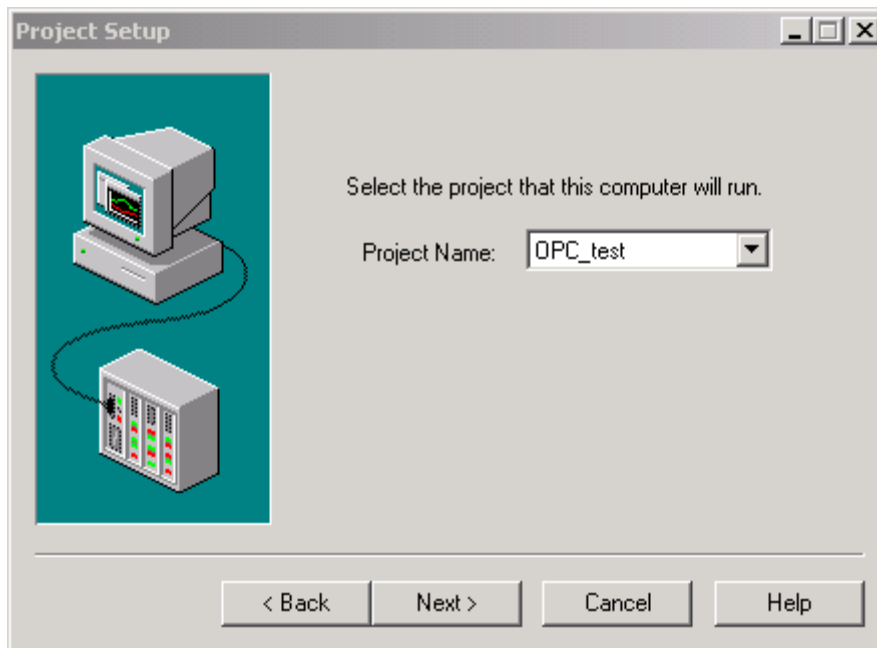 Project Setup
Select the project that this computer will run.
Project Name: OPC_test
< Back Next > Cancel Help